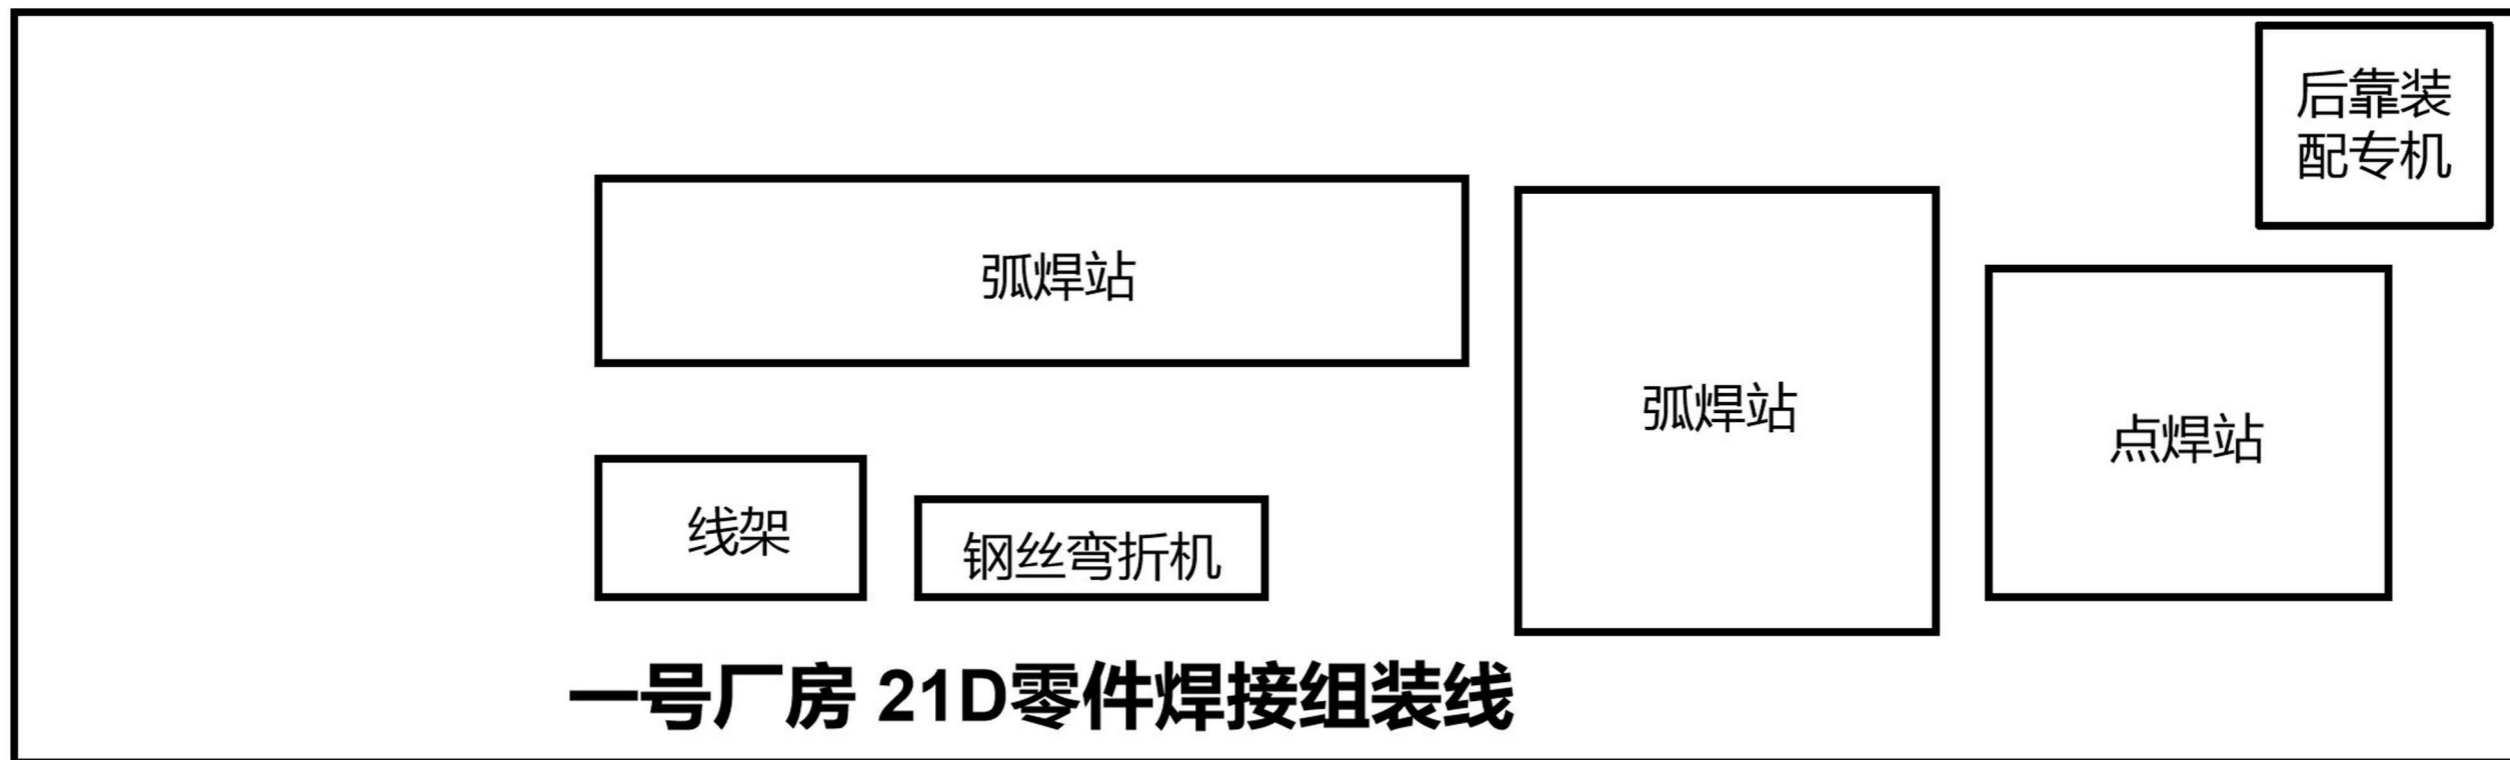 后靠装
配专机
弧焊站
弧焊站
点焊站
线架
钢丝弯折机
一号厂房 21D零件焊接组装线